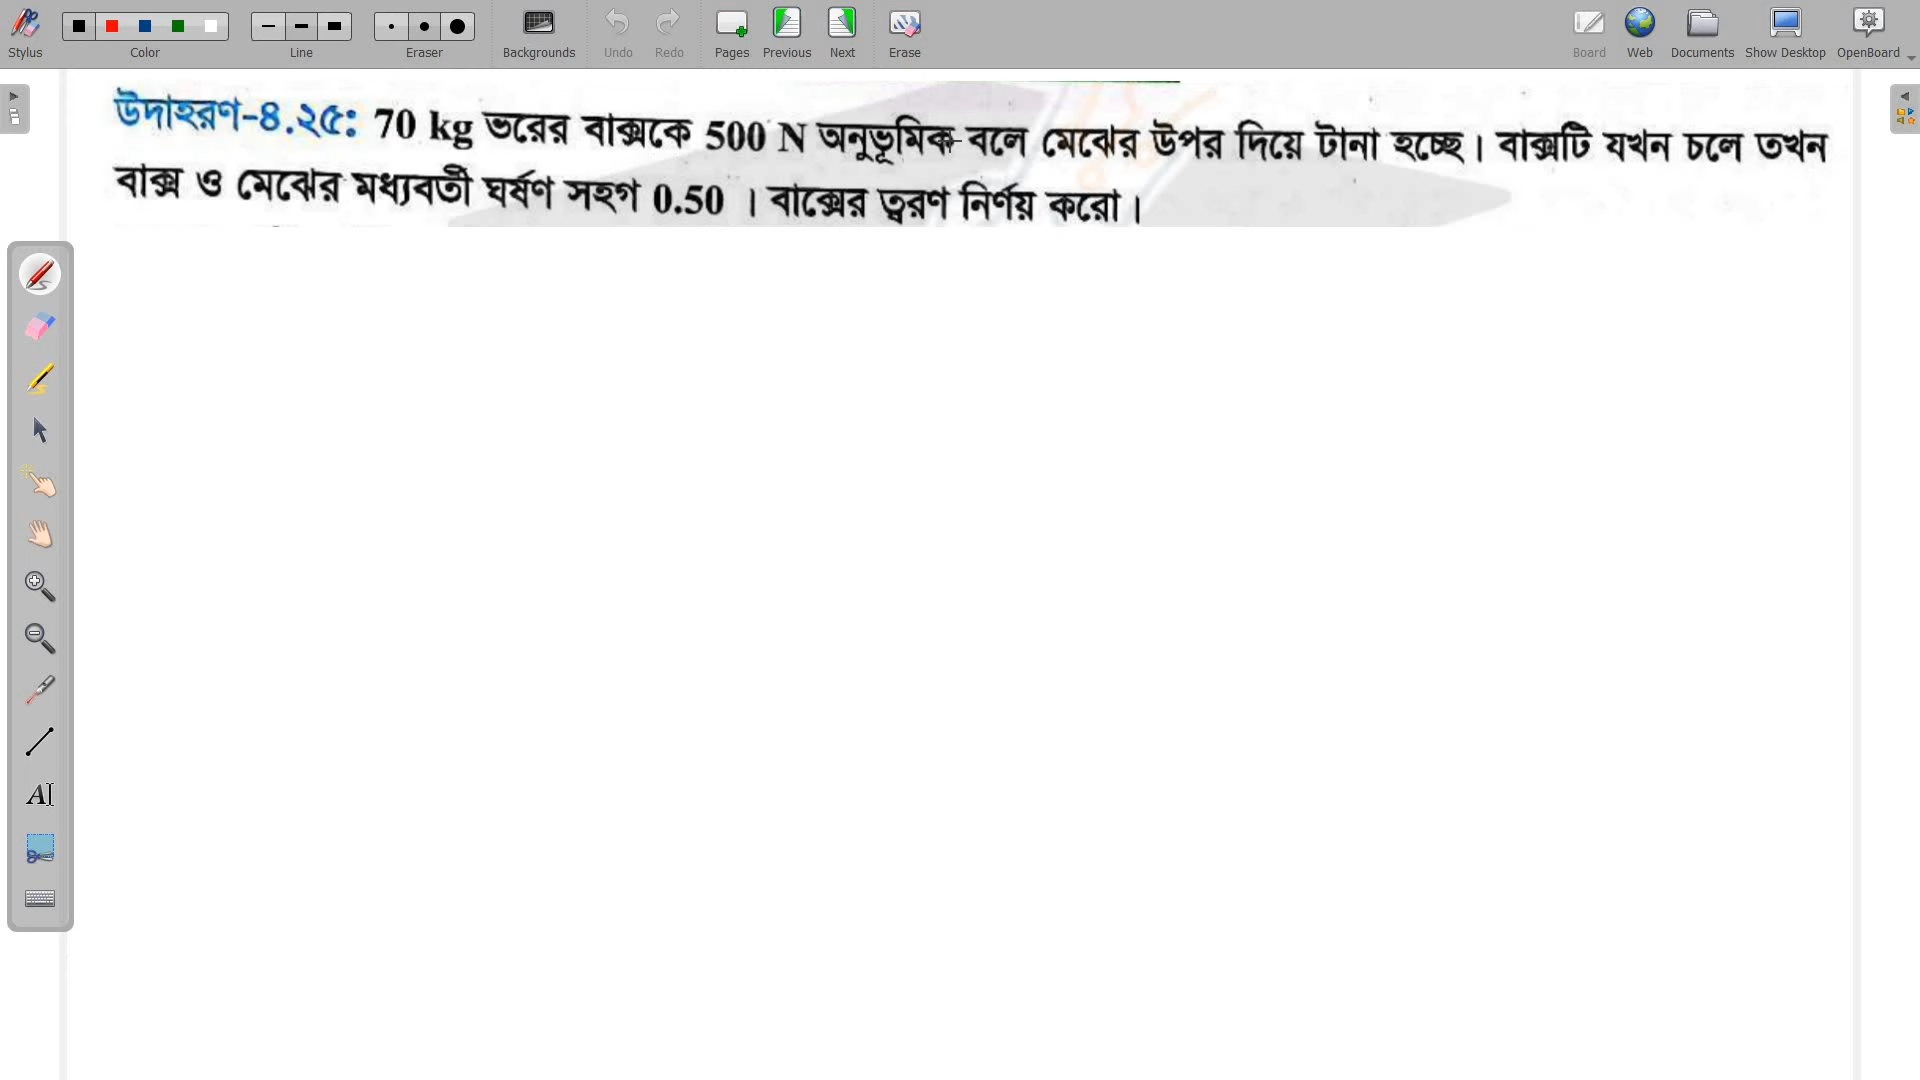 Stylus Color Line Eraser Backgrounds Undo Redo Pages Previous Next Erase Board Web Documents Show Desktop OpenBoard
উদাহরণ-৪.২৫: 70 kg ভরের বাক্সকে 500 N অনুভূমিক বলে মেঝের উপর দিয়ে টানা হচ্ছে। বাক্সটি যখন চলে তখন
বাক্স ও মেঝের মধ্যবর্তী ঘর্ষণ সহগ 0.50 । বাক্সের ত্বরণ নির্ণয় করো।